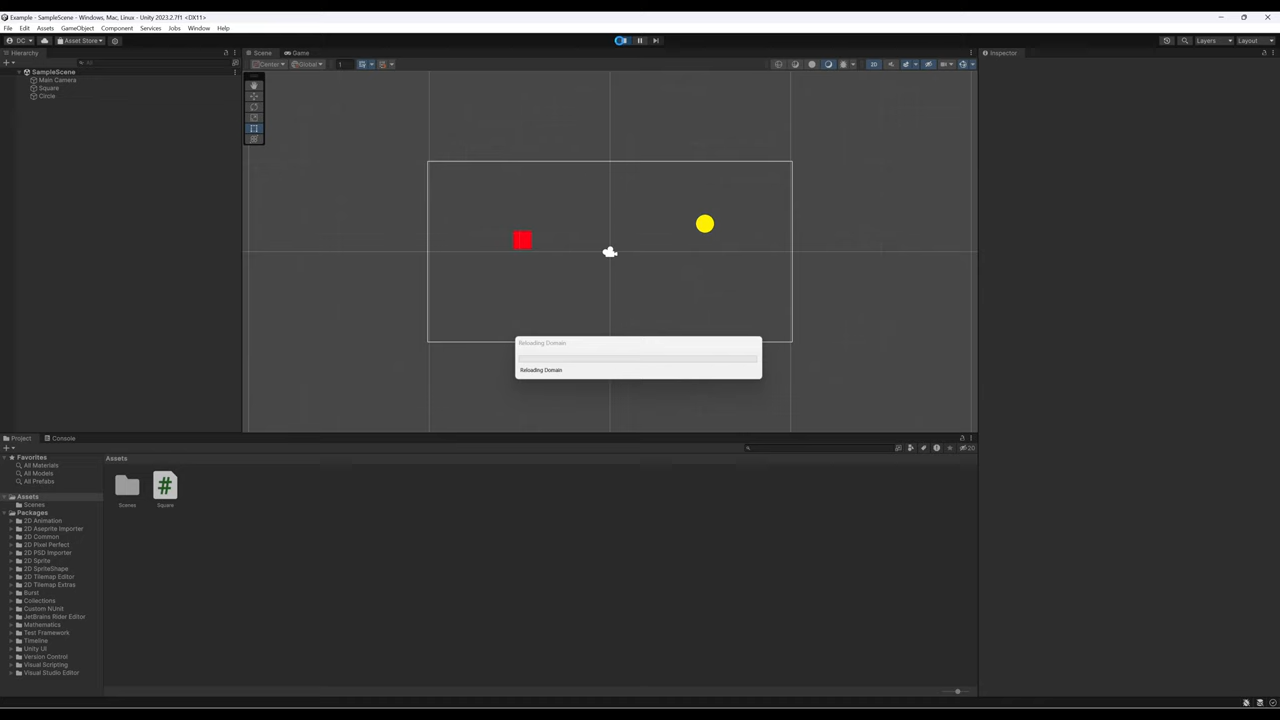 Example - SampleScene - Windows, Mac, Linux - Unity 2023.2.7f1 <DX11>
File Edit Assets GameObject Component Services Jobs Window Help
DC Asset Store
Layers Layout
Hierarchy
All
SampleScene
Main Camera
Square
Circle
Scene Game
Center Global 1
2D
Inspector
Reloading Domain
Reloading Domain
Project Console
20
Favorites
All Materials
All Models
All Prefabs
Assets
Scenes
Packages
2D Animation
2D Aseprite Importer
2D Common
2D Pixel Perfect
2D PSD Importer
2D Sprite
2D SpriteShape
2D Tilemap Editor
2D Tilemap Extras
Burst
Collections
Custom NUnit
JetBrains Rider Editor
Mathematics
Test Framework
Timeline
Unity UI
Version Control
Visual Scripting
Visual Studio Editor
Assets
#
Scenes Square